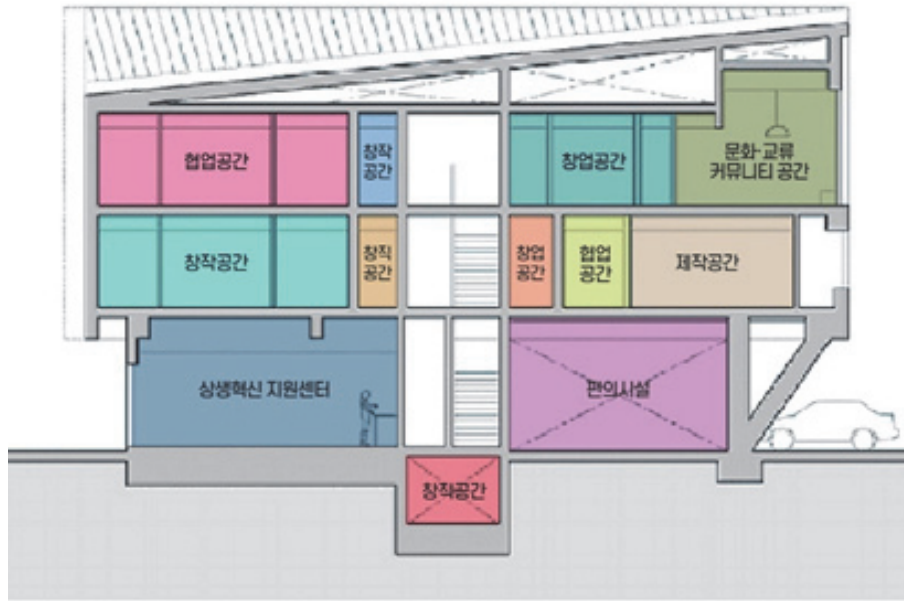 협업공간
창작
공간
창업공간
문화·교류
커뮤니티 공간
창작공간
창작
공간
창업
공간
협업
공간
제작공간
상생혁신 지원센터
편의시설
창작공간